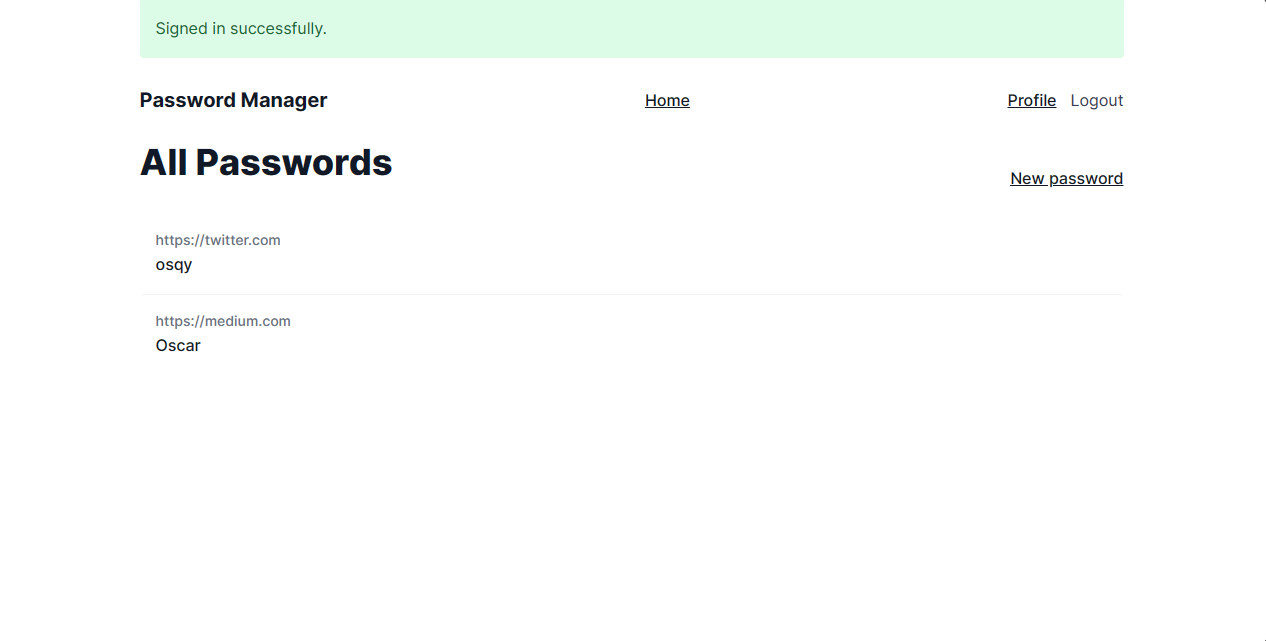 Signed in successfully.
Password Manager
Home
Profile Logout
All Passwords
New password
https://twitter.com
osqy
https://medium.com
Oscar